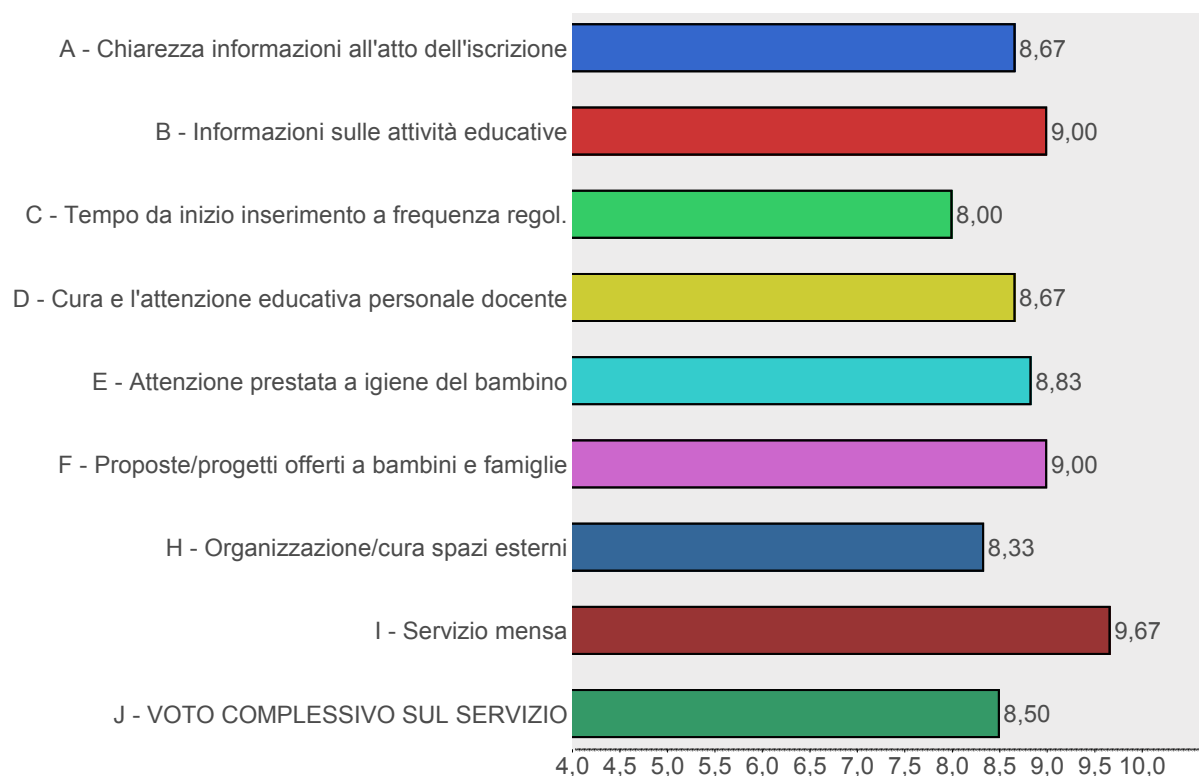 A - Chiarezza informazioni all'atto dell'iscrizione 8,67
B - Informazioni sulle attività educative 9,00
C - Tempo da inizio inserimento a frequenza regol. 8,00
D - Cura e l'attenzione educativa personale docente 8,67
E - Attenzione prestata a igiene del bambino 8,83
F - Proposte/progetti offerti a bambini e famiglie 9,00
H - Organizzazione/cura spazi esterni 8,33
I - Servizio mensa 9,67
J - VOTO COMPLESSIVO SUL SERVIZIO 8,50
4,0 4,5 5,0 5,5 6,0 6,5 7,0 7,5 8,0 8,5 9,0 9,5 10,0